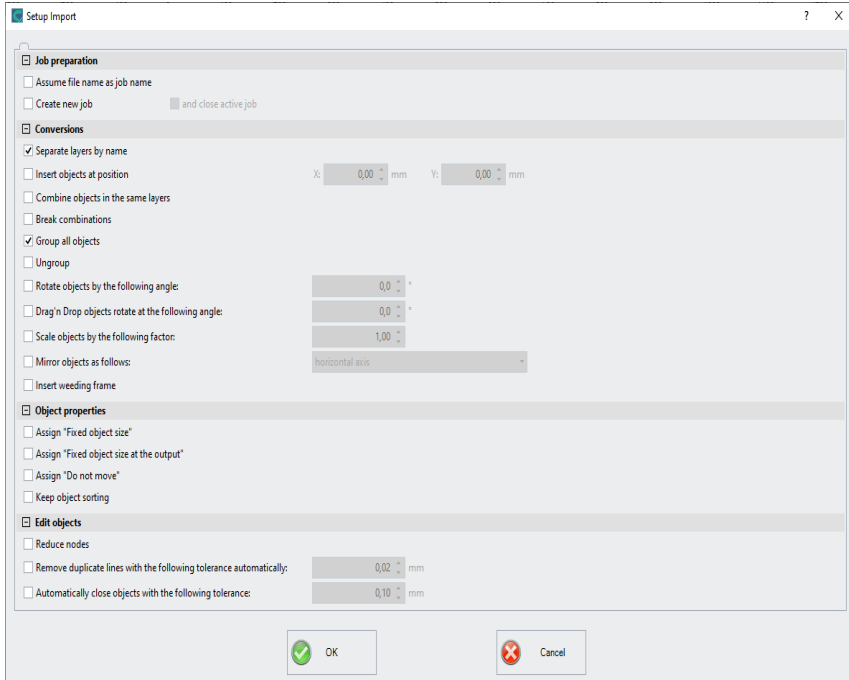 Setup Import ? X
Job preparation
Assume file name as job name
Create new job and close active job
Conversions
Separate layers by name
Insert objects at position X: 0,00 mm Y: 0,00 mm
Combine objects in the same layers
Break combinations
Group all objects
Ungroup
Rotate objects by the following angle: 0,0 °
Drag'n Drop objects rotate at the following angle: 0,0 °
Scale objects by the following factor: 1,00
Mirror objects as follows: horizontal axis
Insert weeding frame
Object properties
Assign "Fixed object size"
Assign "Fixed object size at the output"
Assign "Do not move"
Keep object sorting
Edit objects
Reduce nodes
Remove duplicate lines with the following tolerance automatically: 0,02 mm
Automatically close objects with the following tolerance: 0,10 mm
OK Cancel